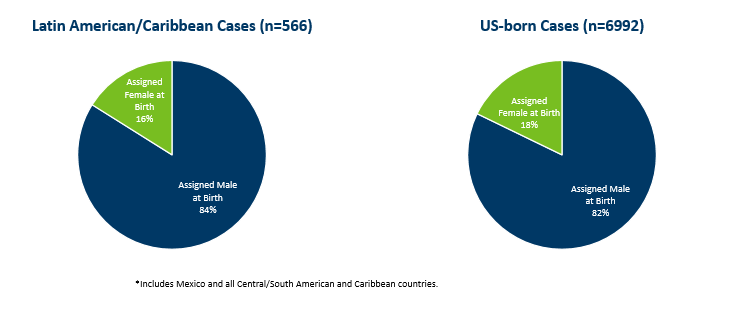 Latin American/Caribbean Cases (n=566)
US-born Cases (n=6992)
Assigned
Female at
Birth
16%
Assigned Male
at Birth
84%
Assigned
Female at Birth
18%
Assigned Male
at Birth
82%
*Includes Mexico and all Central/South American and Caribbean countries.